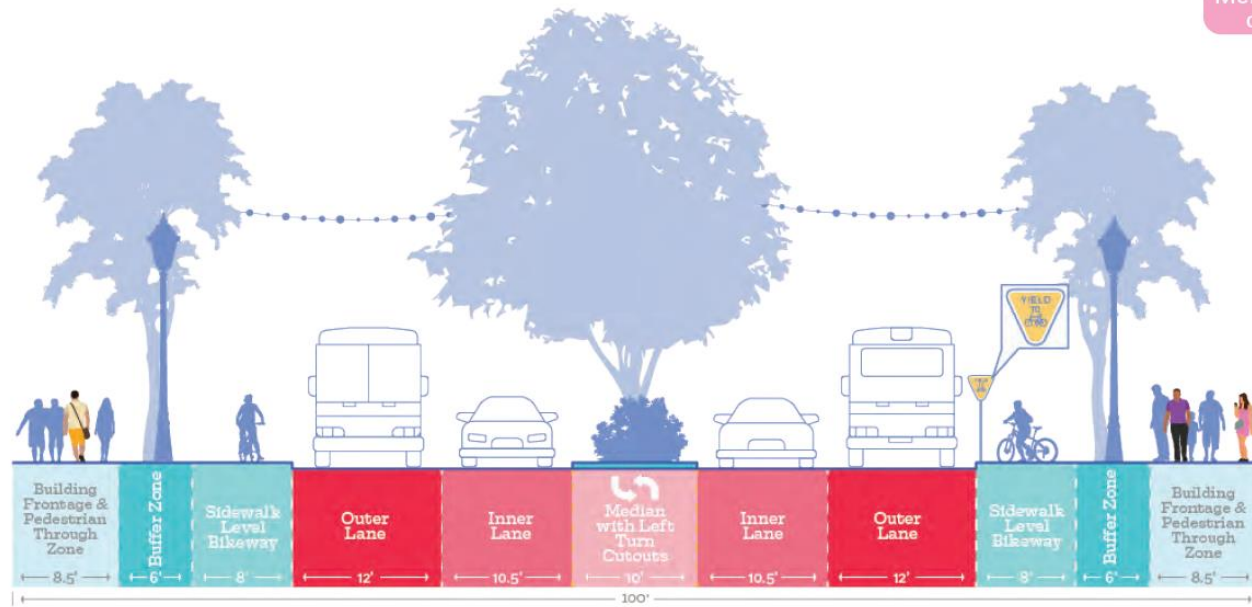 YIELD
TO
Building
Frontage &
Pedestrian
Through
Zone
8.5'
Buffer Zone
6'
Sidewalk
Level
Bikeway
8'
Outer
Lane
12'
Inner
Lane
10.5'
Median
with Left
Turn
Cutouts
10'
Inner
Lane
10.5'
Outer
Lane
12'
Sidewalk
Level
Bikeway
8'
Buffer Zone
6'
Building
Frontage &
Pedestrian
Through
Zone
8.5'
100'